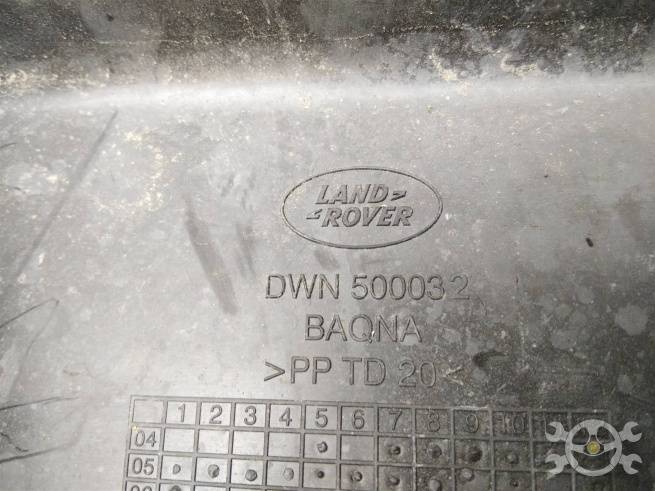 LAND
ROVER
DWN 500032
BAQNA
>PP TD 20<
1 2 3 4 5 6 7 8 9 10
04
05